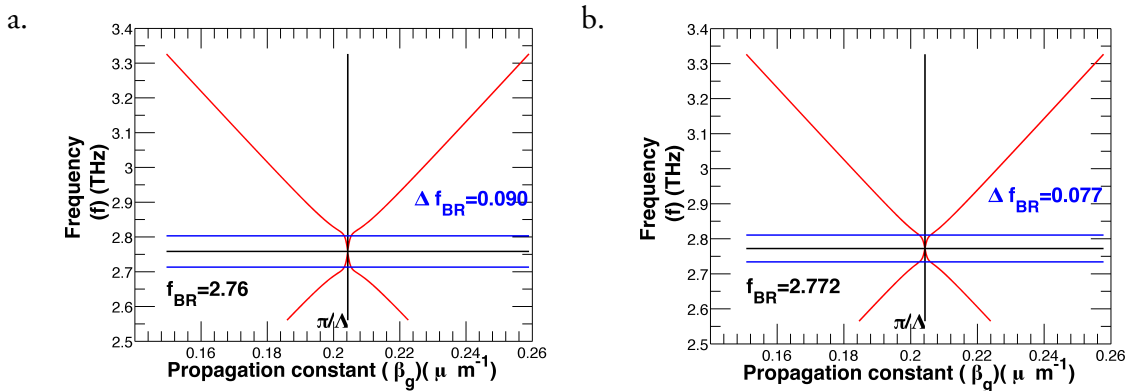 a.
3.4
3.3
3.2
3.1
3
2.9
2.8
2.7
2.6
2.5
Frequency
(f) (THz)
Δ f_BR=0.090
f_BR=2.76
π/Λ
0.16
0.18
0.2
0.22
0.24
0.26
Propagation constant ( β_g)( μ m^-1)
b.
3.4
3.3
3.2
3.1
3
2.9
2.8
2.7
2.6
2.5
Frequency
(f) (THz)
Δ f_BR=0.077
f_BR=2.772
π/Λ
0.16
0.18
0.2
0.22
0.24
0.26
Propagation constant ( β_g)( μ m^-1)